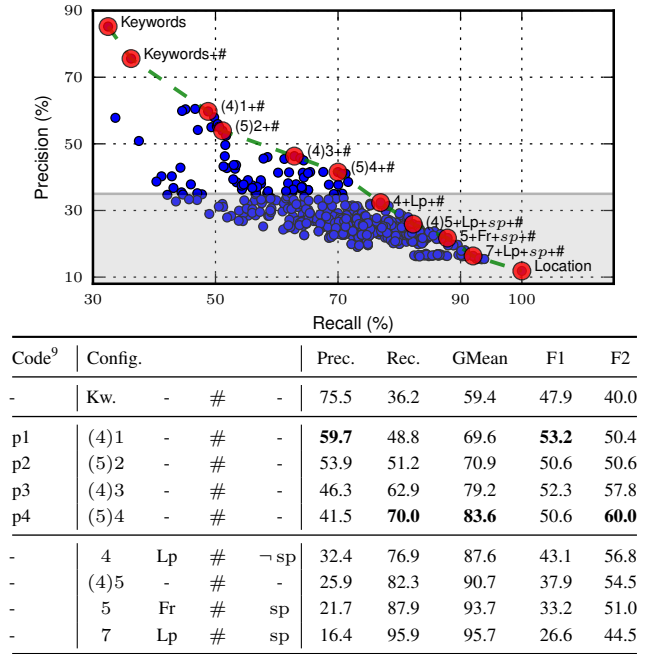 90
70
50
30
10
Precision (%)
Keywords
Keywords+#
(4)1+#
(5)2+#
(4)3+#
(5)4+#
4+Lp+#
(4)5+Lp+sp+#
5+Fr+sp+#
7+Lp+sp+#
Location
30 50 70 90 100
Recall (%)
Code9 Config. Prec. Rec. GMean F1 F2
- Kw. - # - 75.5 36.2 59.4 47.9 40.0
p1 (4)1 - # - 59.7 48.8 69.6 53.2 50.4
p2 (5)2 - # - 53.9 51.2 70.9 50.6 50.6
p3 (4)3 - # - 46.3 62.9 79.2 52.3 57.8
p4 (5)4 - # - 41.5 70.0 83.6 50.6 60.0
- 4 Lp # ¬ sp 32.4 76.9 87.6 43.1 56.8
- (4)5 - # - 25.9 82.3 90.7 37.9 54.5
- 5 Fr # sp 21.7 87.9 93.7 33.2 51.0
- 7 Lp # sp 16.4 95.9 95.7 26.6 44.5